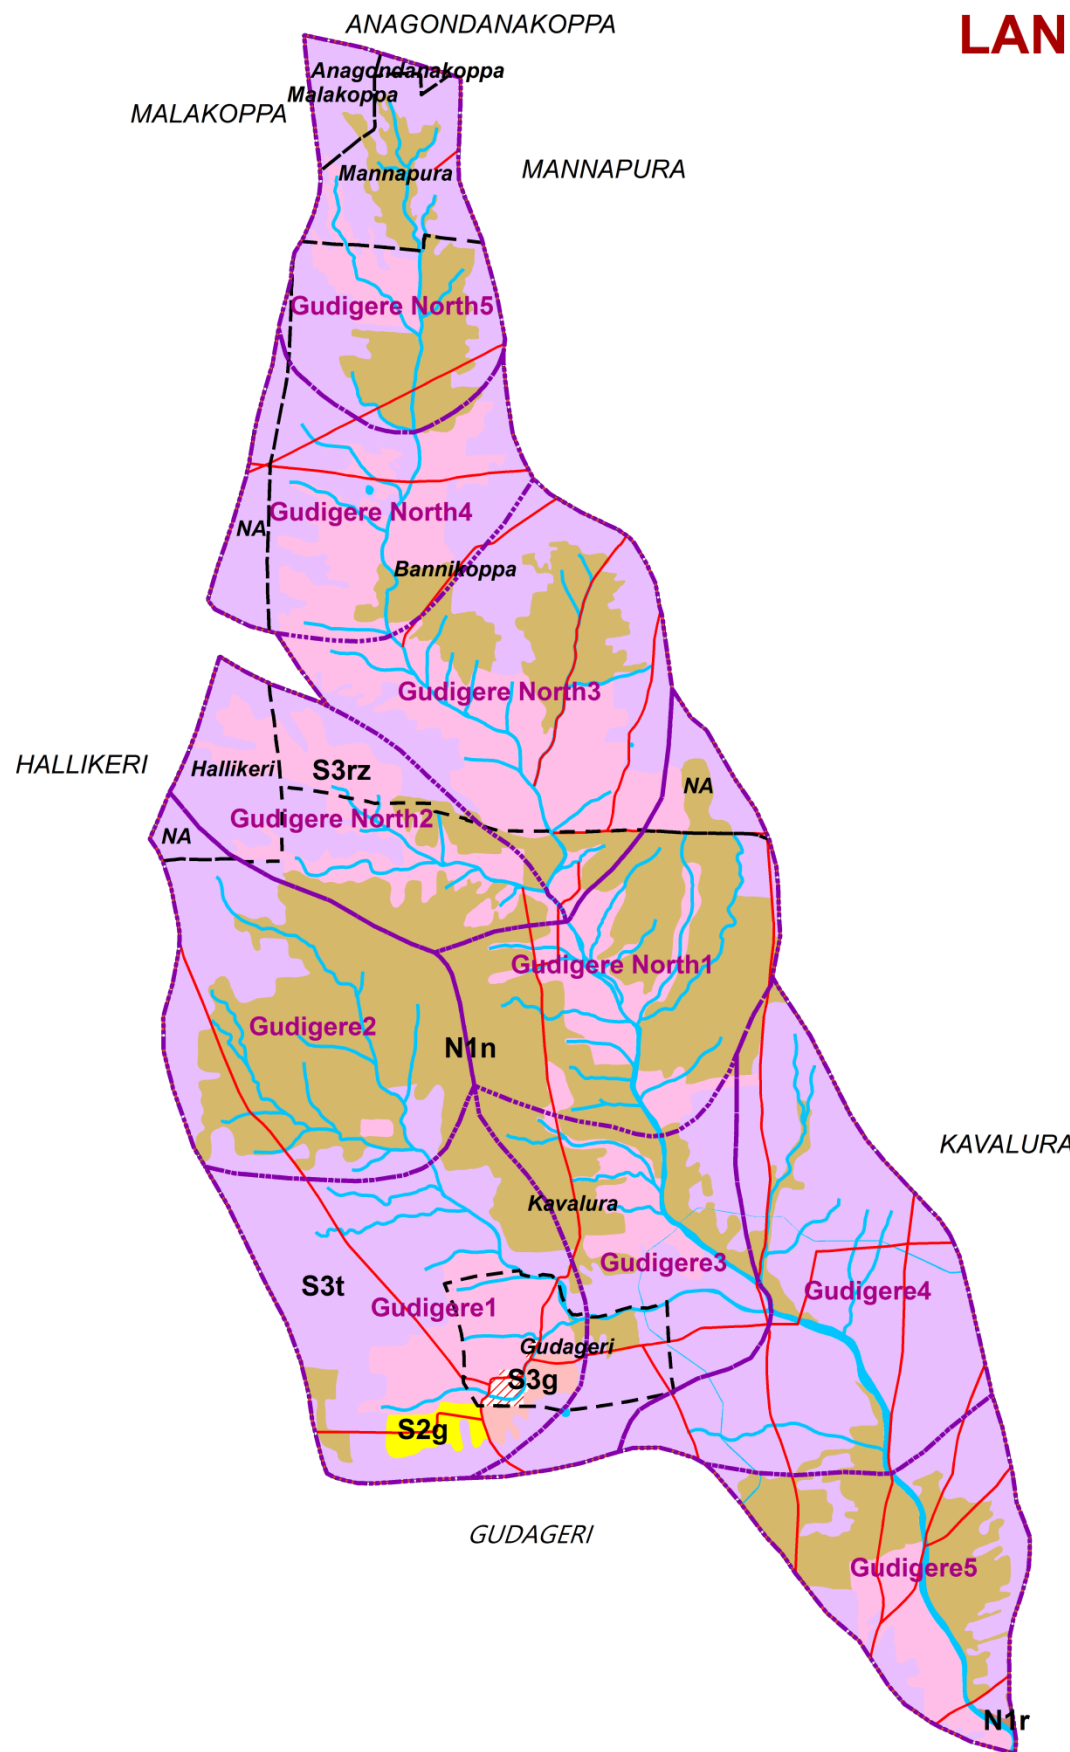 ANAGONDANAKOPPA
LAN
Anagondanakoppa
Malakoppa
MALAKOPPA
Mannapura
MANNAPURA
Gudigere North5
Gudigere North4
NA
Bannikoppa
Gudigere North3
HALLIKERI
Hallikeri
S3rz
NA
Gudigere North2
NA
Gudigere North1
Gudigere2
N1n
KAVALURA
Kavalura
Gudigere3
S3t
Gudigere4
Gudigere1
Gudageri
S3g
S2g
GUDAGERI
Gudigere5
N1r